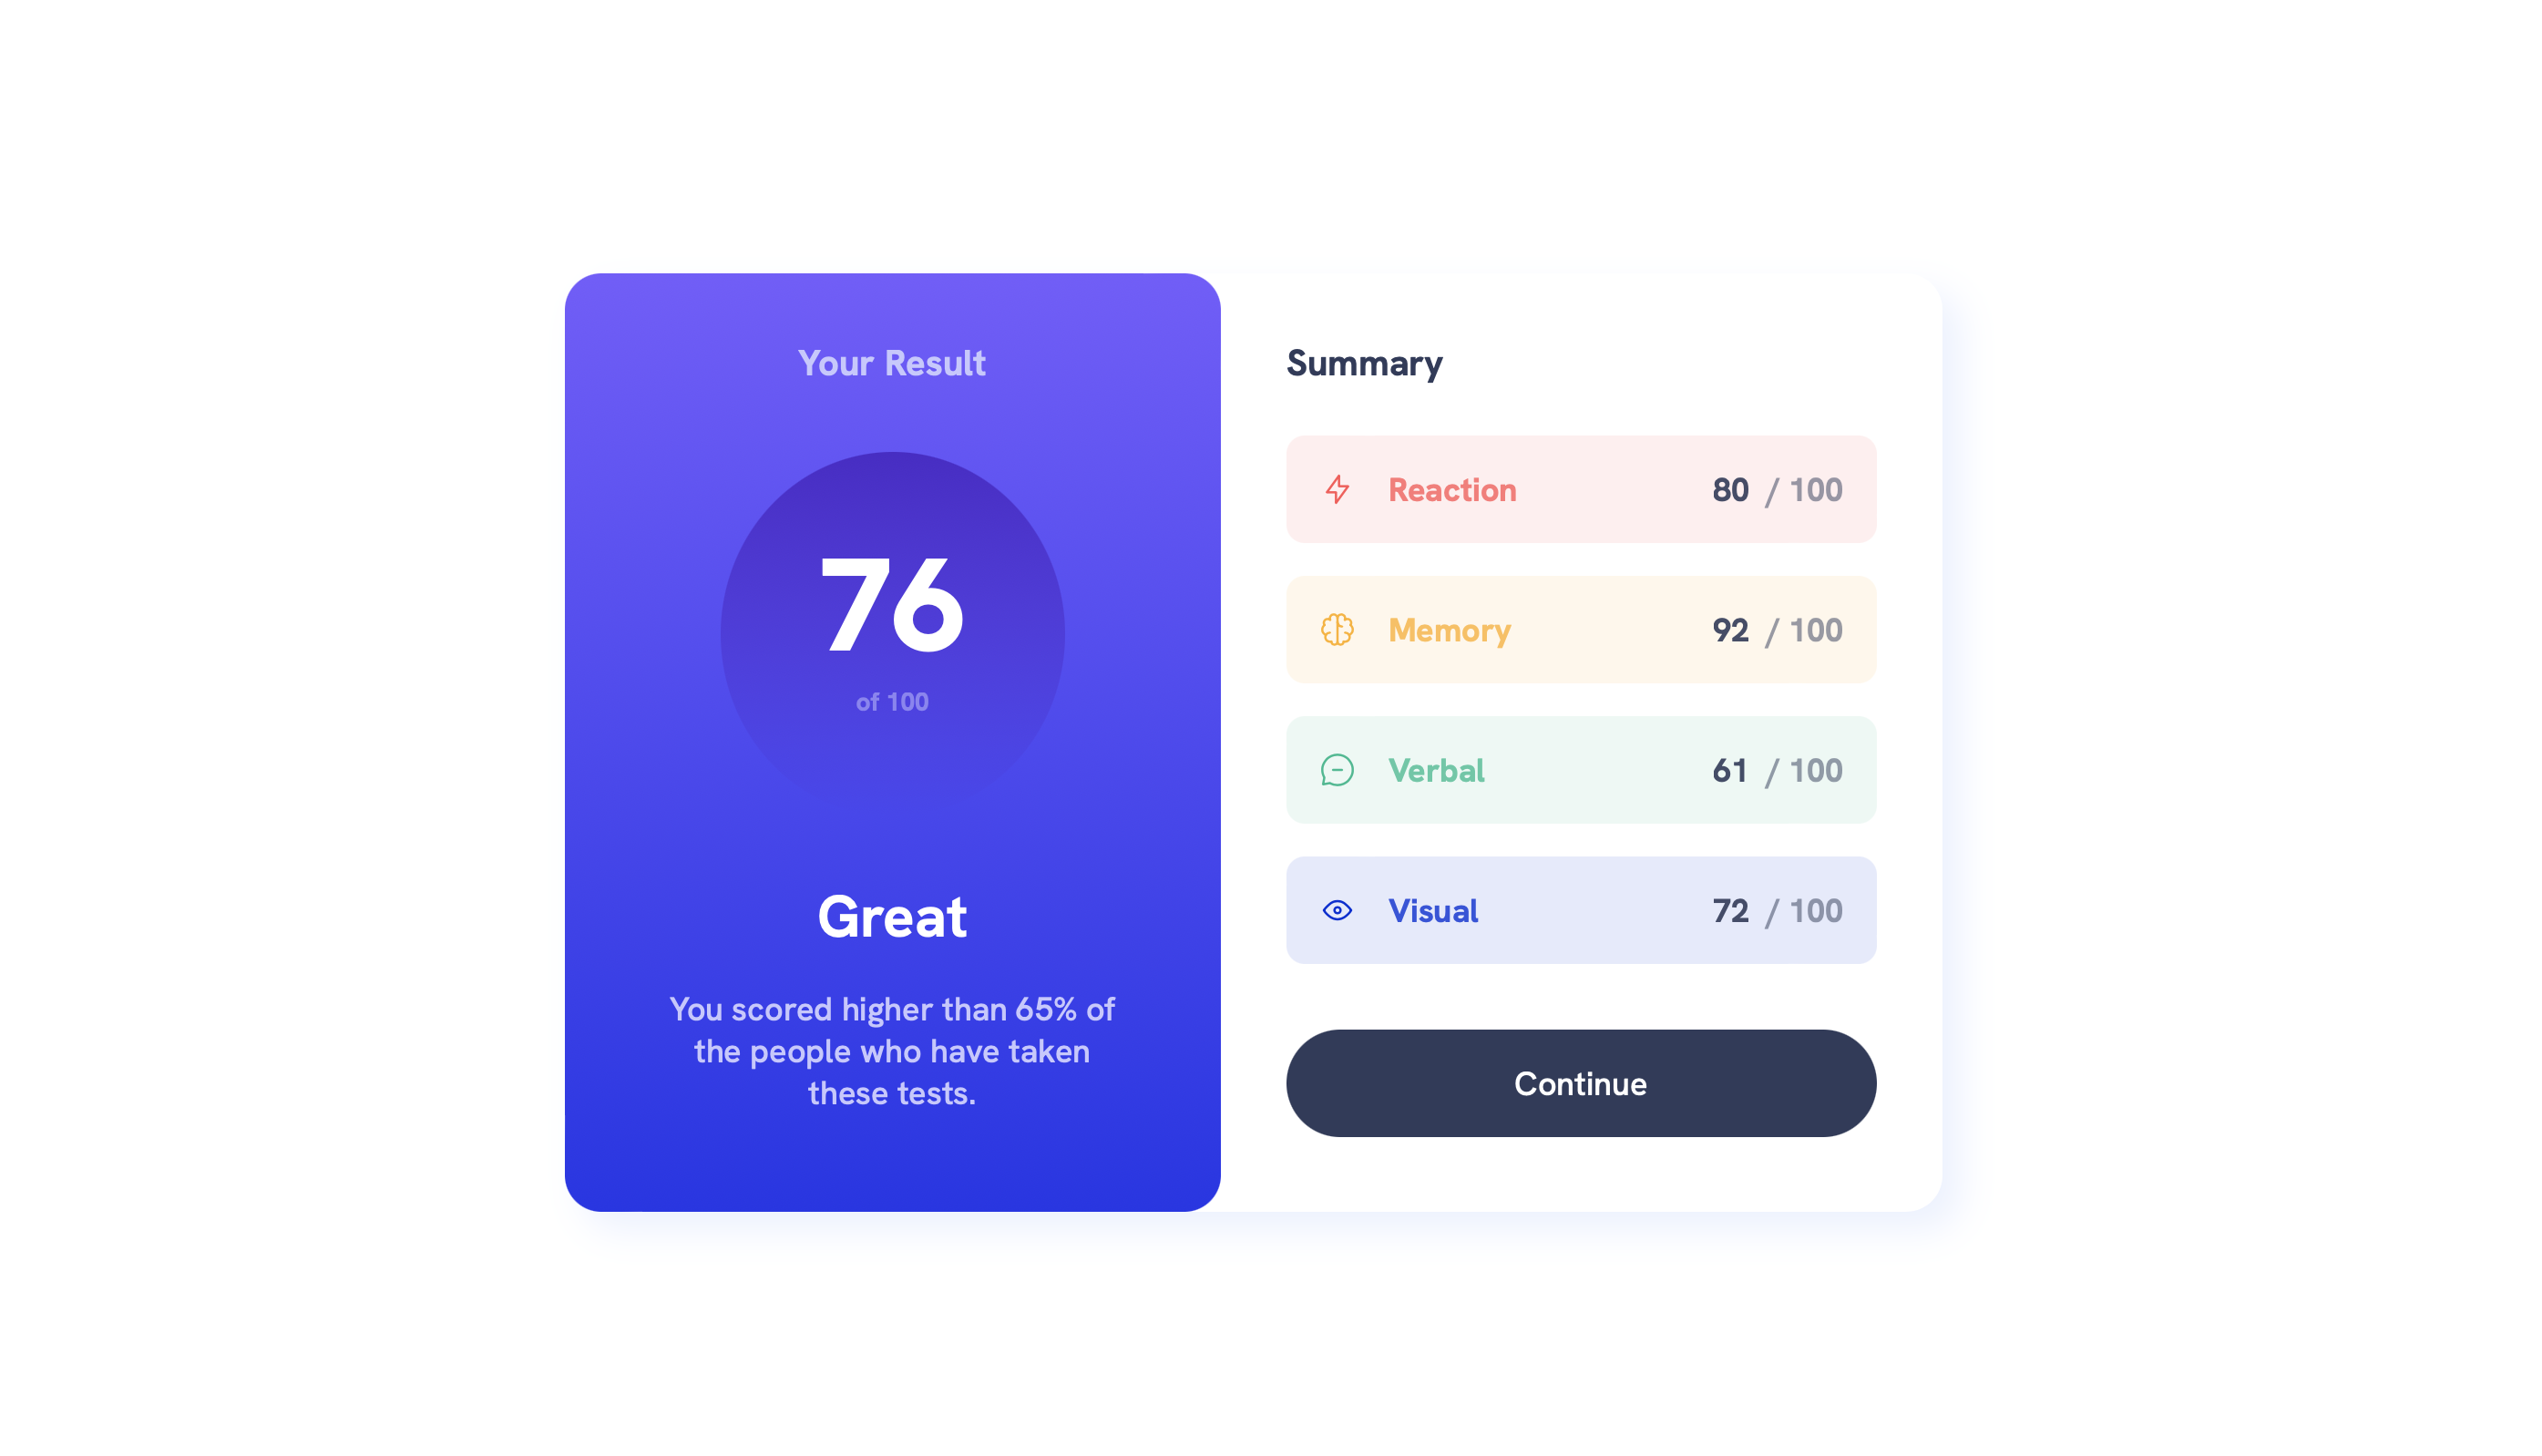 Your Result
76
of 100
Great
You scored higher than 65% of
the people who have taken
these tests.
Summary
Reaction 80 / 100
Memory 92 / 100
Verbal 61 / 100
Visual 72 / 100
Continue